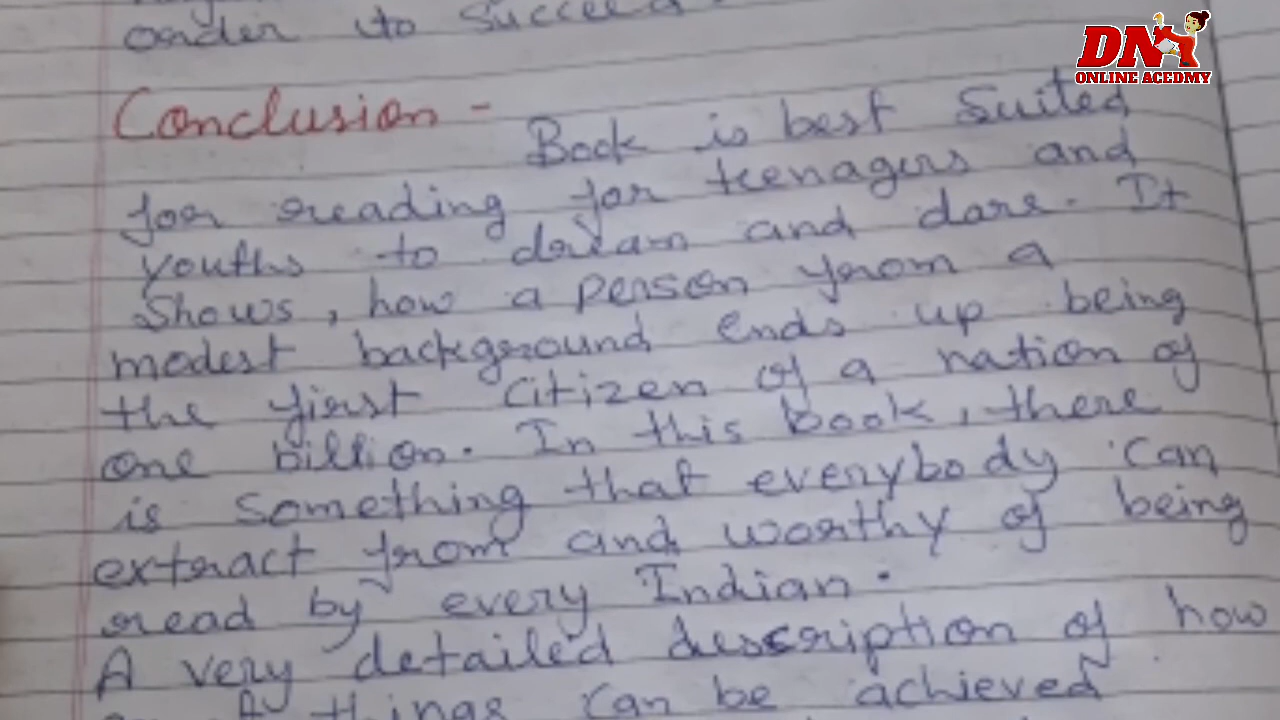 order to succeed.
DNY
ONLINE ACEDMY
Conclusion - Book is best suited
for reading for teenagers and
youths to dream and dare. It
shows, how a person from a
modest background ends up being
the first citizen of a nation of
one billion. In this book, there
is something that everybody can
extract from and worthy of being
read by every Indian.
A very detailed description of how
things can be achieved